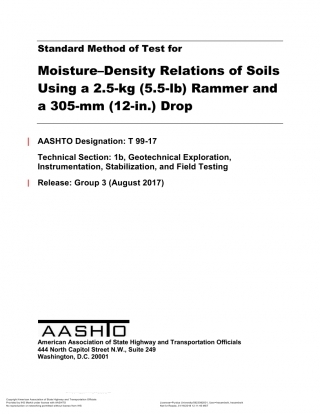 Standard Method of Test for
Moisture–Density Relations of Soils
Using a 2.5-kg (5.5-lb) Rammer and
a 305-mm (12-in.) Drop
AASHTO Designation: T 99-17
Technical Section: 1b, Geotechnical Exploration,
Instrumentation, Stabilization, and Field Testing
Release: Group 3 (August 2017)
AASHTO
American Association of State Highway and Transportation Officials
444 North Capitol Street N.W., Suite 249
Washington, D.C. 20001